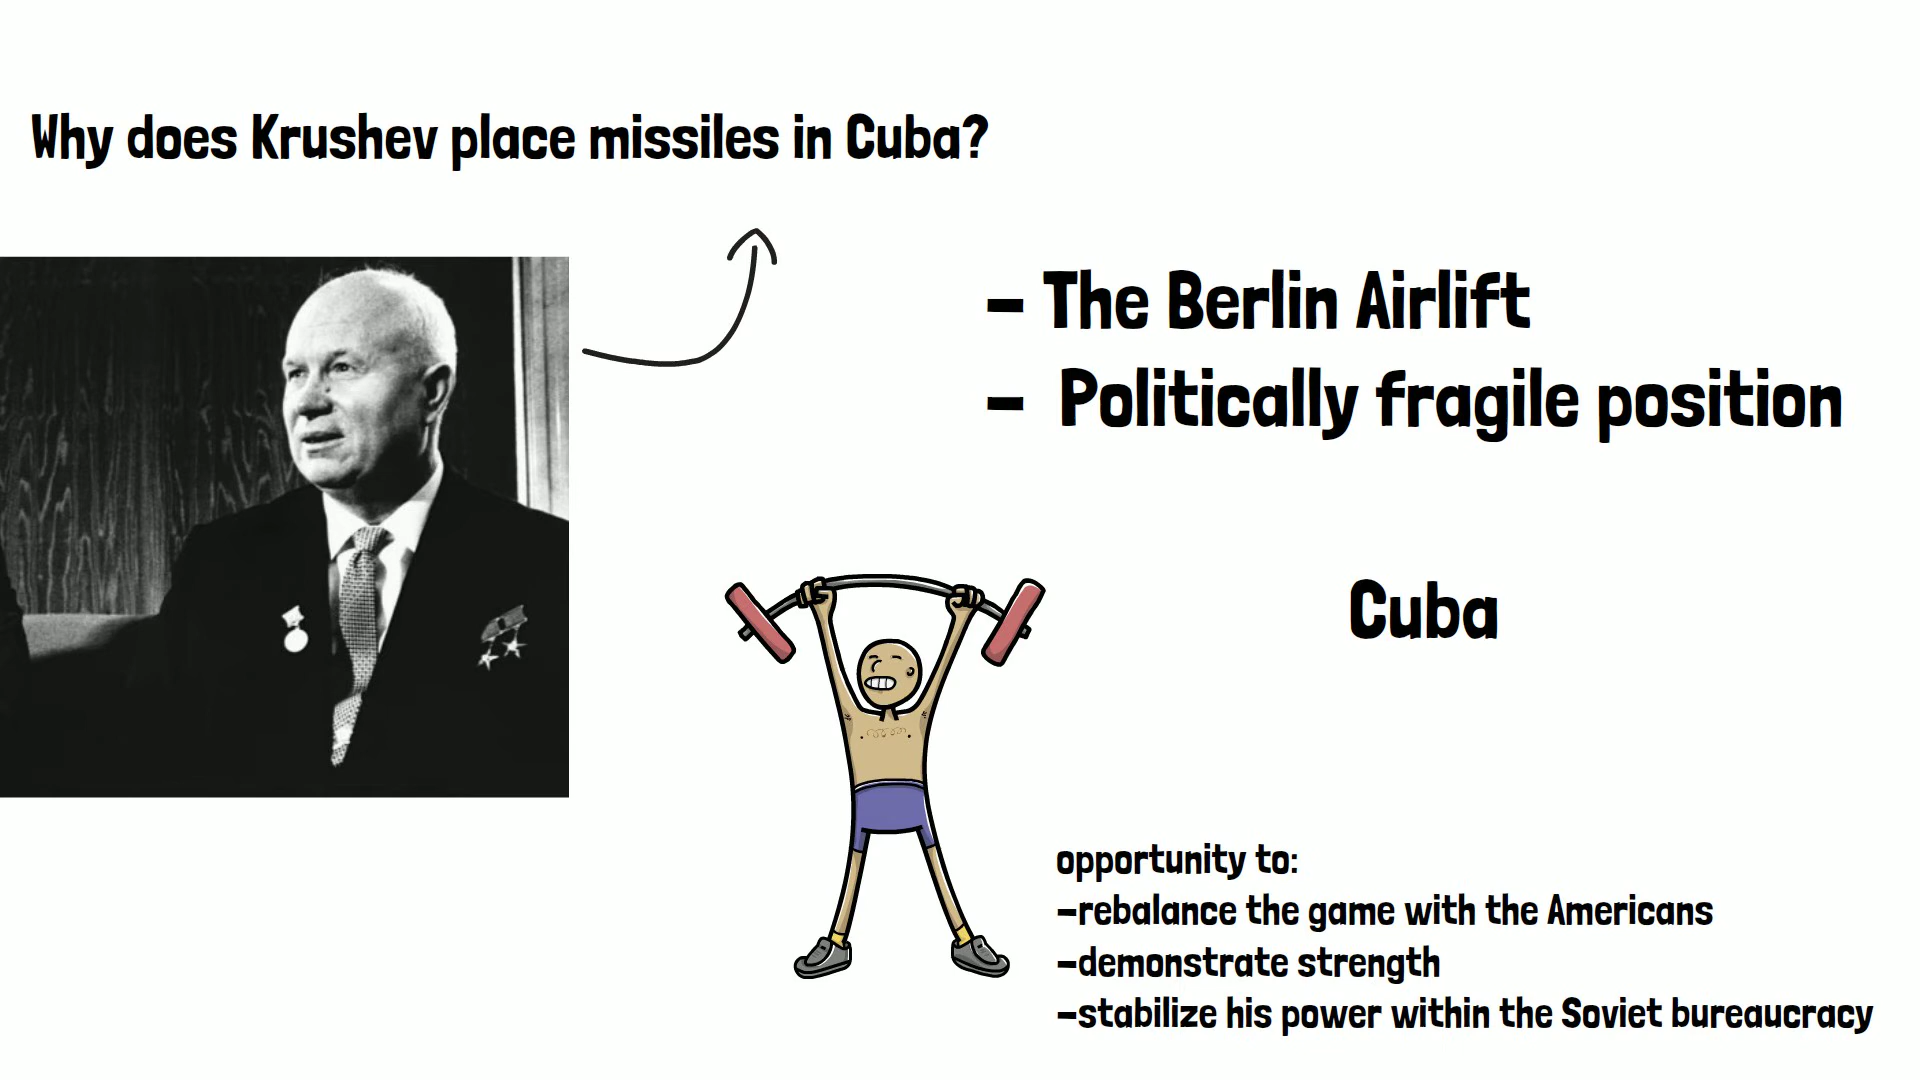 Why does Krushev place missiles in Cuba?
- The Berlin Airlift
- Politically fragile position
Cuba
opportunity to:
-rebalance the game with the Americans
-demonstrate strength
-stabilize his power within the Soviet bureaucracy